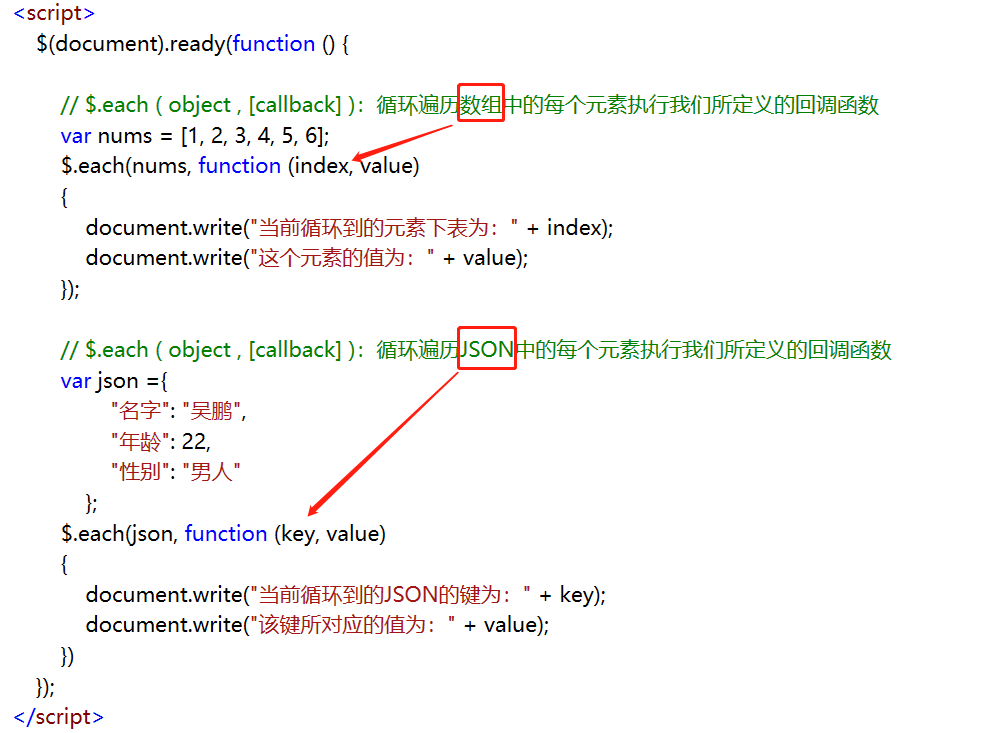 <script>
$(document).ready(function () {
// $.each ( object , [callback] )：循环遍历数组中的每个元素执行我们所定义的回调函数
var nums = [1, 2, 3, 4, 5, 6];
$.each(nums, function (index, value)
{
document.write("当前循环到的元素下表为：" + index);
document.write("这个元素的值为：" + value);
});
// $.each ( object , [callback] )：循环遍历JSON中的每个元素执行我们所定义的回调函数
var json ={
"名字": "吴鹏",
"年龄": 22,
"性别": "男人"
};
$.each(json, function (key, value)
{
document.write("当前循环到的JSON的键为：" + key);
document.write("该键所对应的值为：" + value);
})
});
</script>